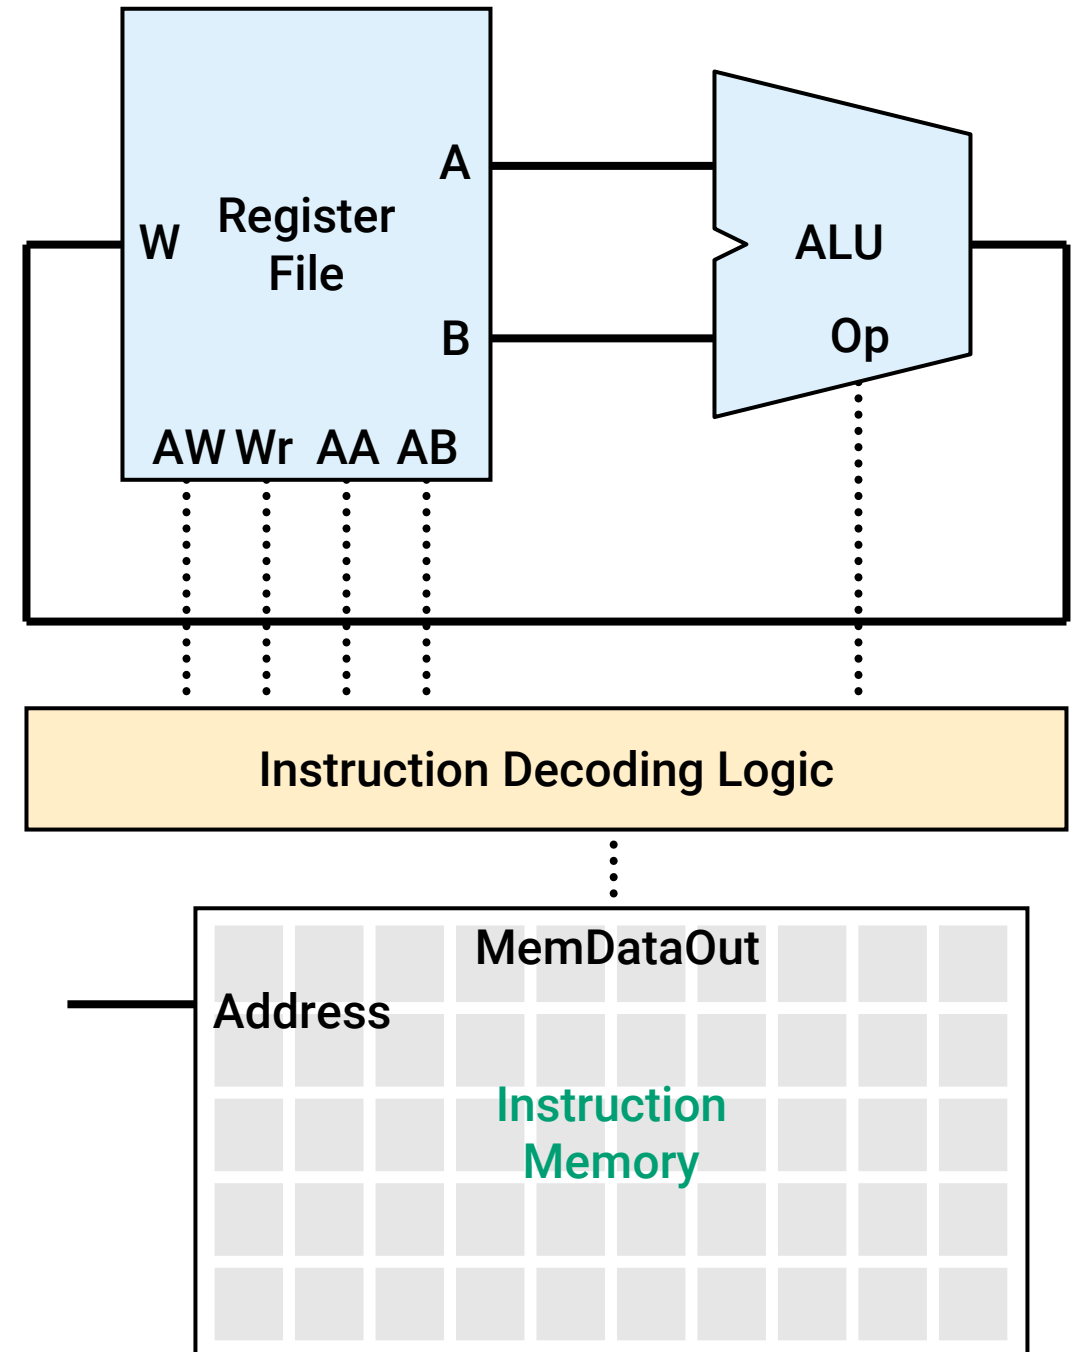 A
Register
File
W
ALU
B
Op
AW Wr AA AB
Instruction Decoding Logic
MemDataOut
Address
Instruction
Memory